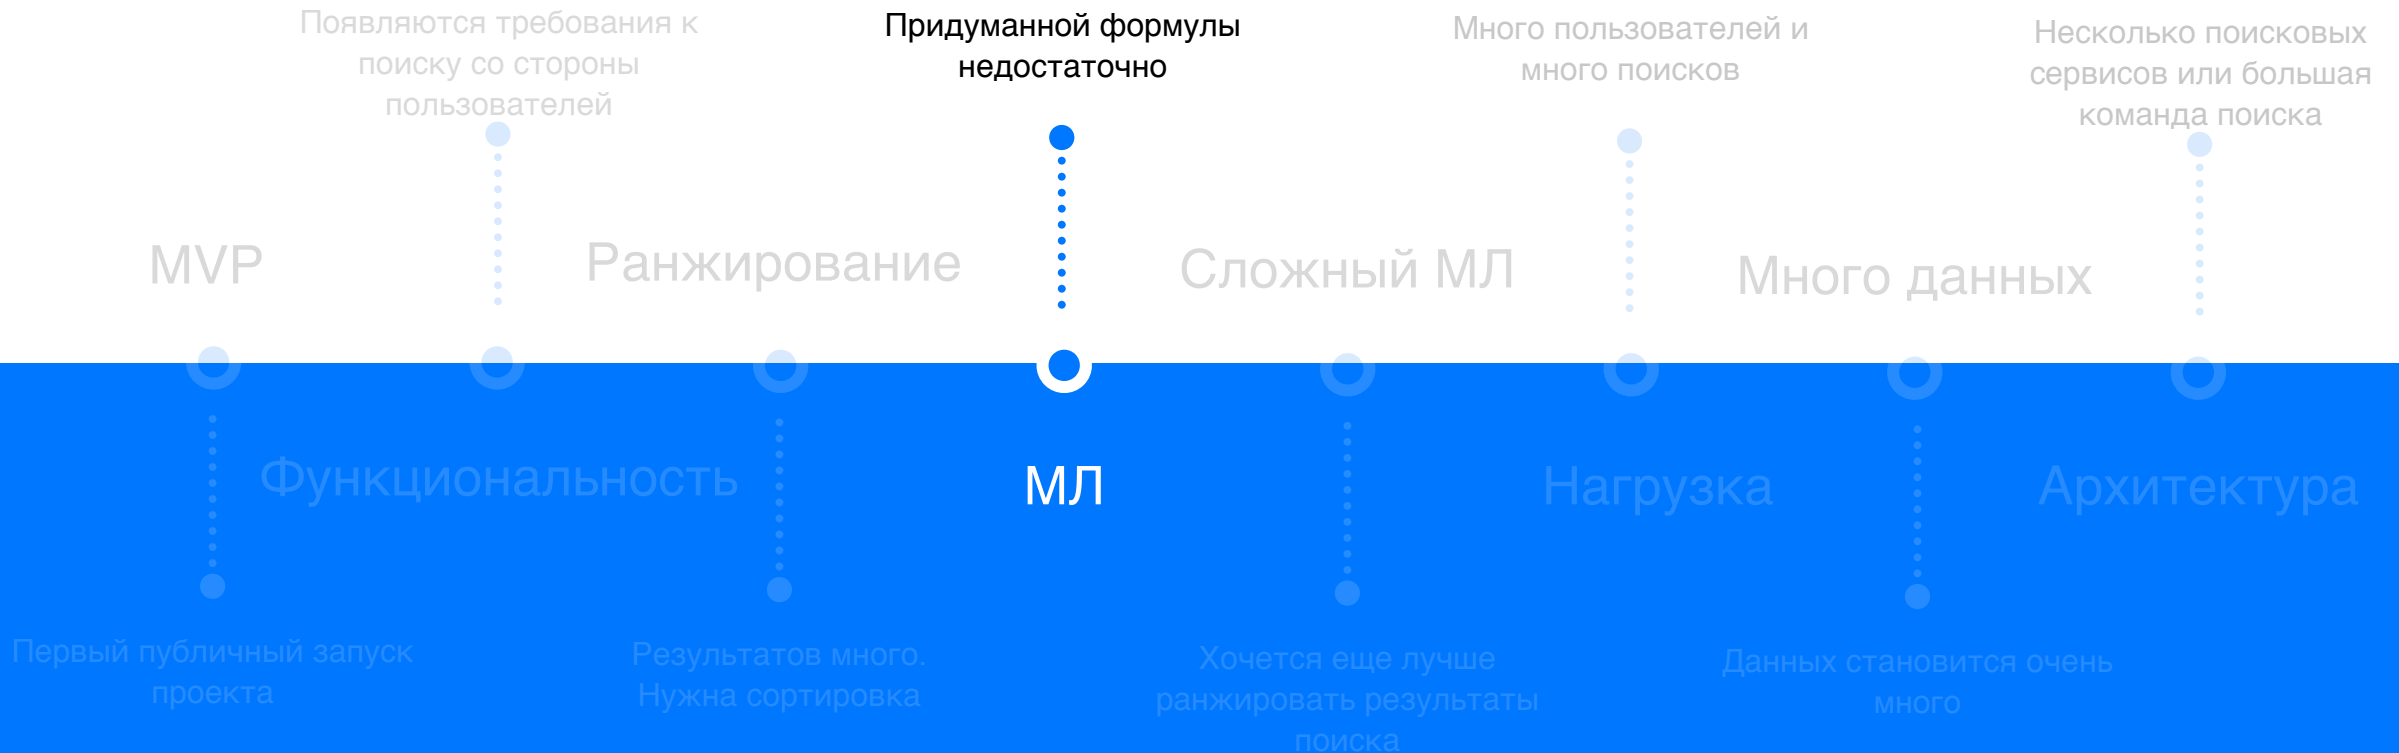 Появляются требования к
поиску со стороны
пользователей
Придуманной формулы
недостаточно
Много пользователей и
много поисков
Несколько поисковых
сервисов или большая
команда поиска
MVP
Ранжирование
Сложный МЛ
Много данных
Функциональность
МЛ
Нагрузка
Архитектура
Первый публичный запуск
проекта
Результатов много.
Нужна сортировка
Хочется еще лучше
ранжировать результаты
поиска
Данных становится очень
много